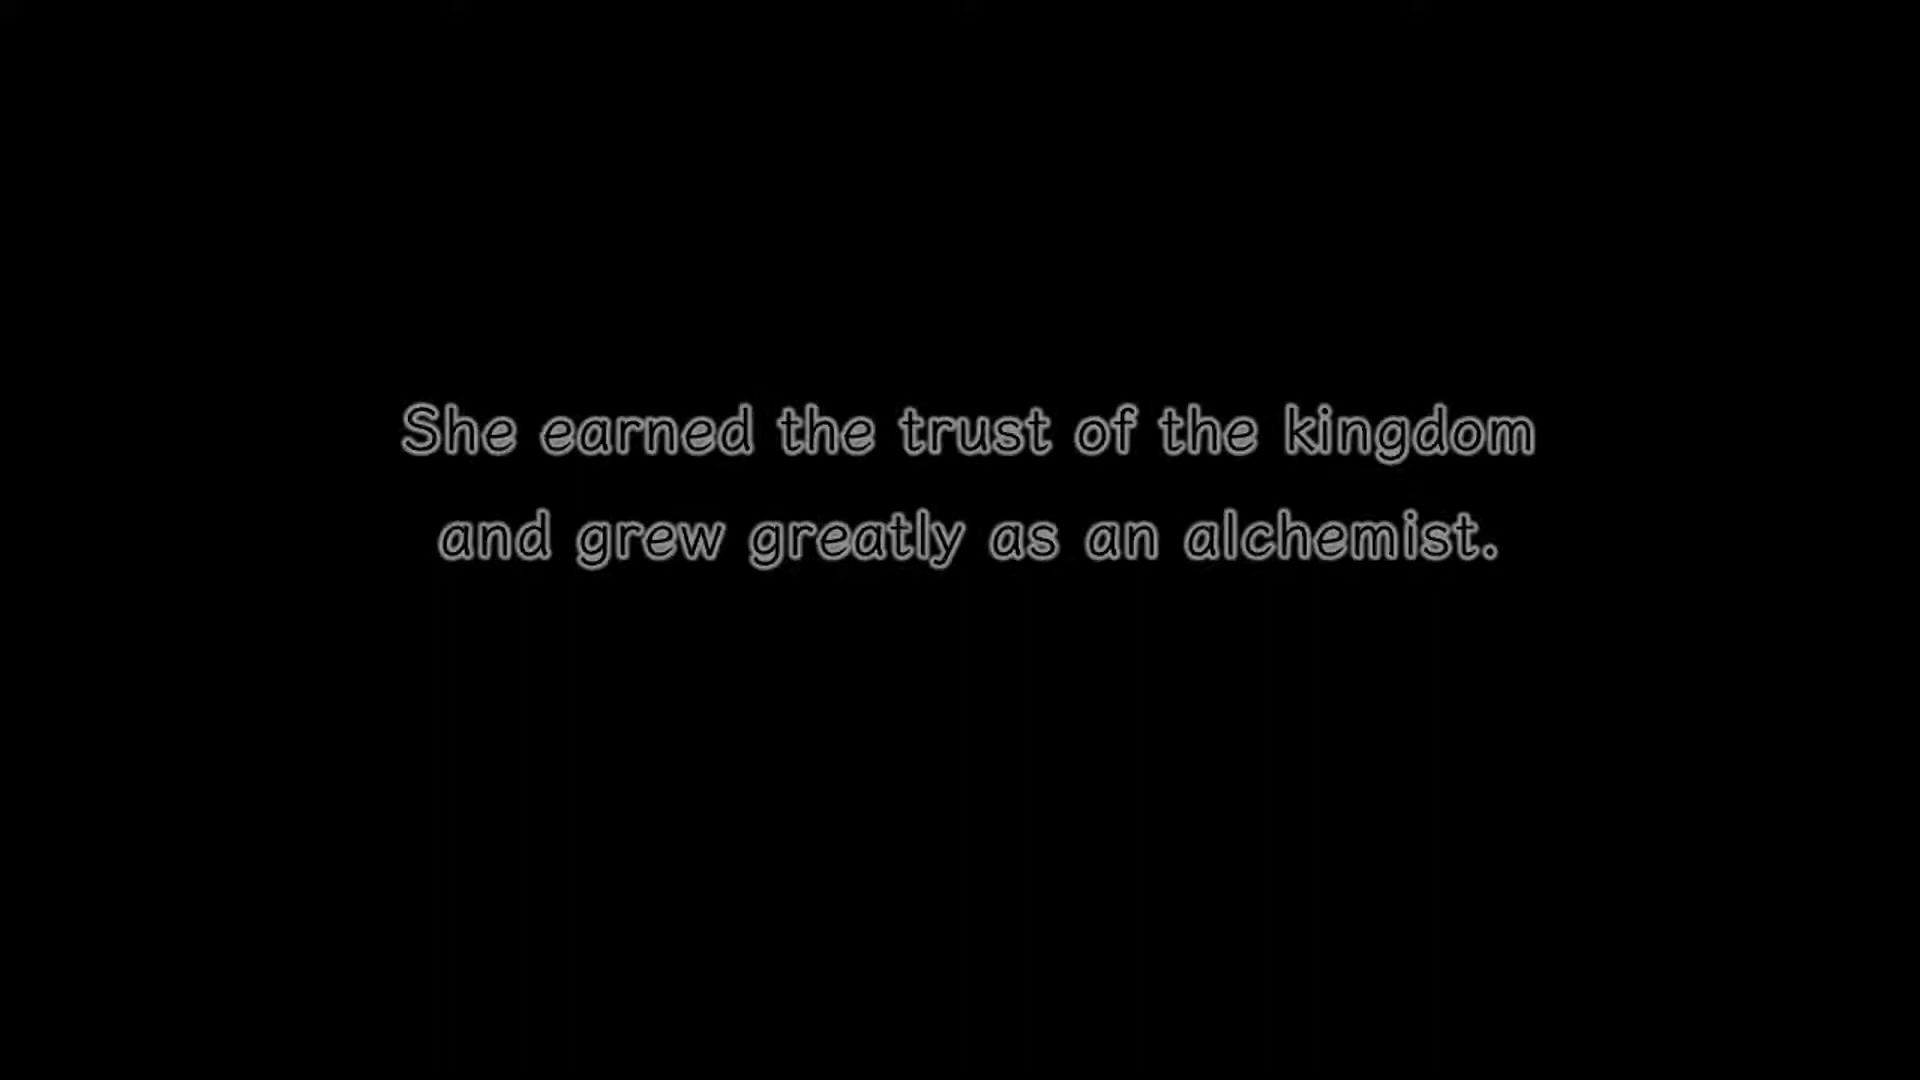 She earned the trust of the kingdom
and grew greatly as an alchemist.